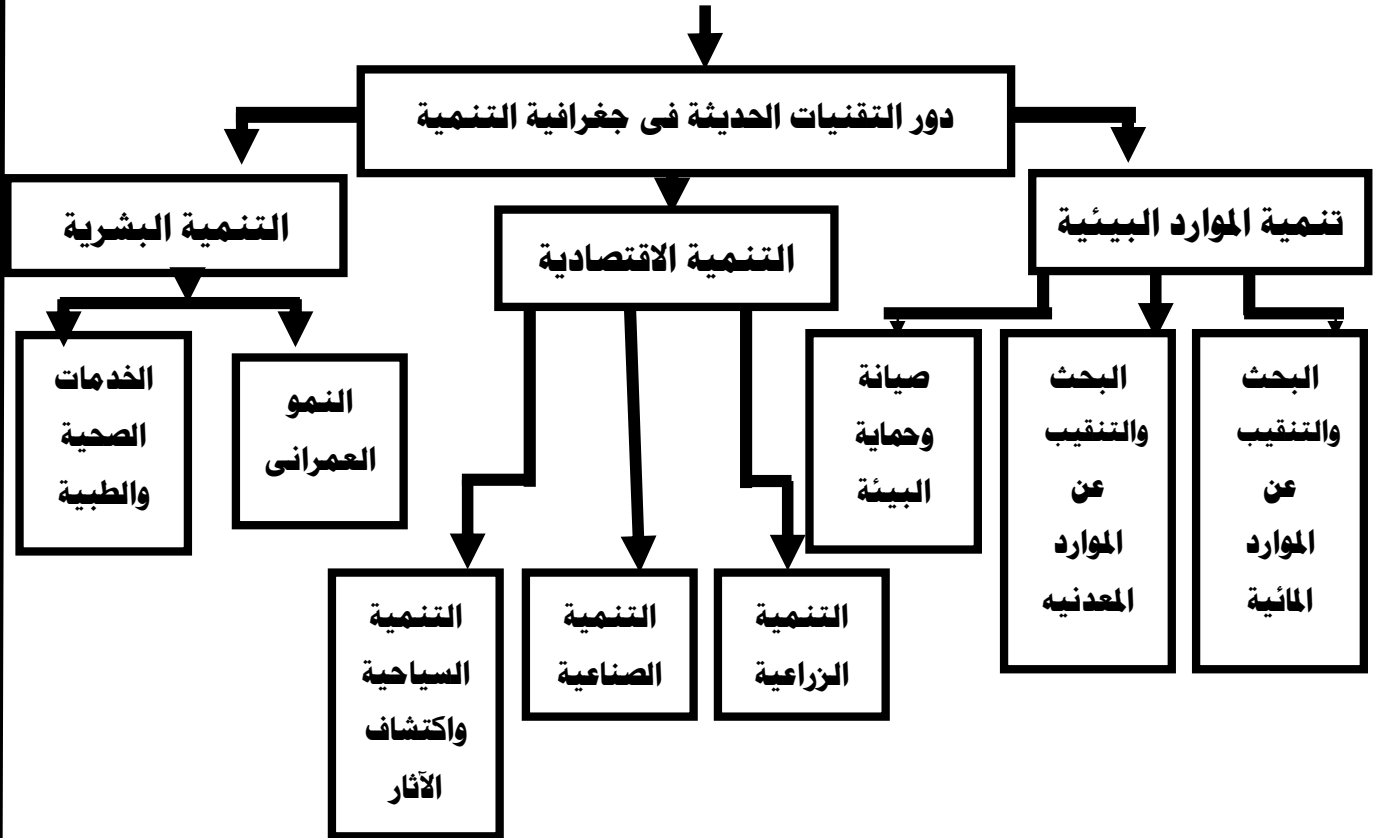 دور التقنيات الحديثة فى جغرافية التنمية
تنمية الموارد البيئية
التنمية الاقتصادية
التنمية البشرية
البحث
والتنقيب
عن
الموارد
المائية
البحث
والتنقيب
عن
الموارد
المعدنيه
صيانة
وحماية
البيئة
التنمية
الزراعية
التنمية
الصناعية
التنمية
السياحية
واكتشاف
الآثار
النمو
العمرانى
الخدمات
الصحية
والطبية